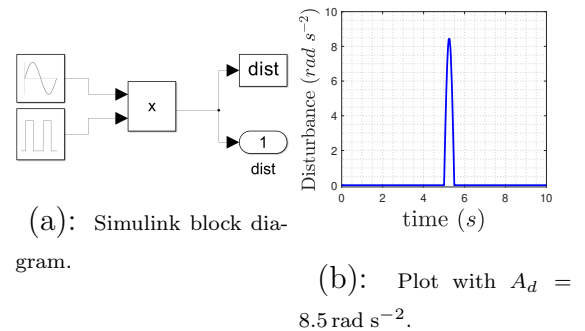 x
dist
1
dist
(a): Simulink block dia-
gram.
Disturbance (rad s⁻²)
10
8
6
4
2
0
0 2 4 6 8 10
time (s)
(b): Plot with A_d =
8.5 rad s⁻².